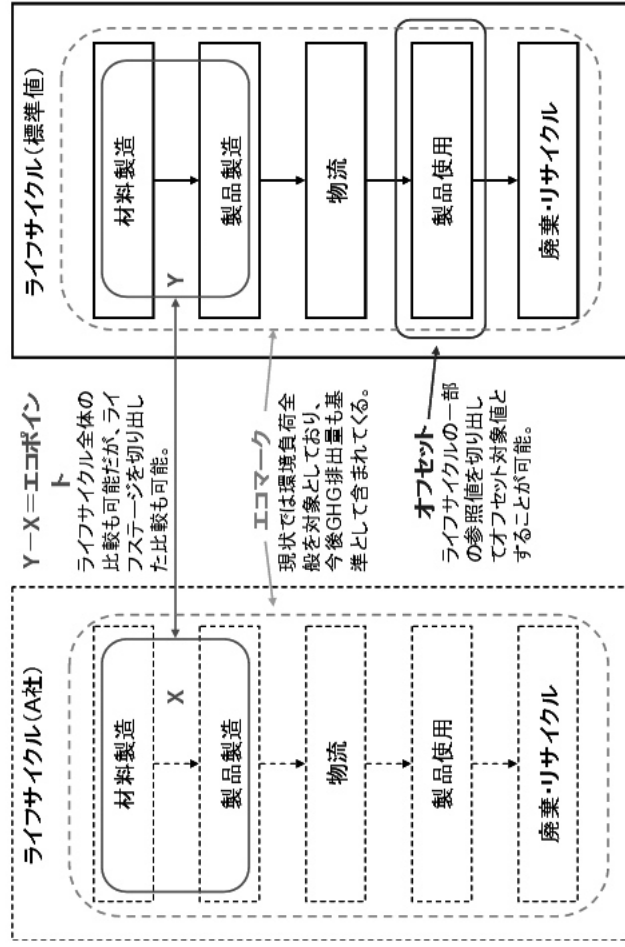 ライフサイクル(A社)
材料製造
X
製品製造
物流
製品使用
廃棄・リサイクル
Y－X＝エコポイン
ト
ライフサイクル全体の
比較も可能だが、ライ
フステージを切り出し
た比較も可能。
エコマーク
現状では環境負荷全
般を対象としており、
今後GHG排出量も基
準として含まれてくる。
オフセット
ライフサイクルの一部
の参照値を切り出し
てオフセット対象値と
することが可能。
ライフサイクル(標準値)
材料製造
Y
製品製造
物流
製品使用
廃棄・リサイクル